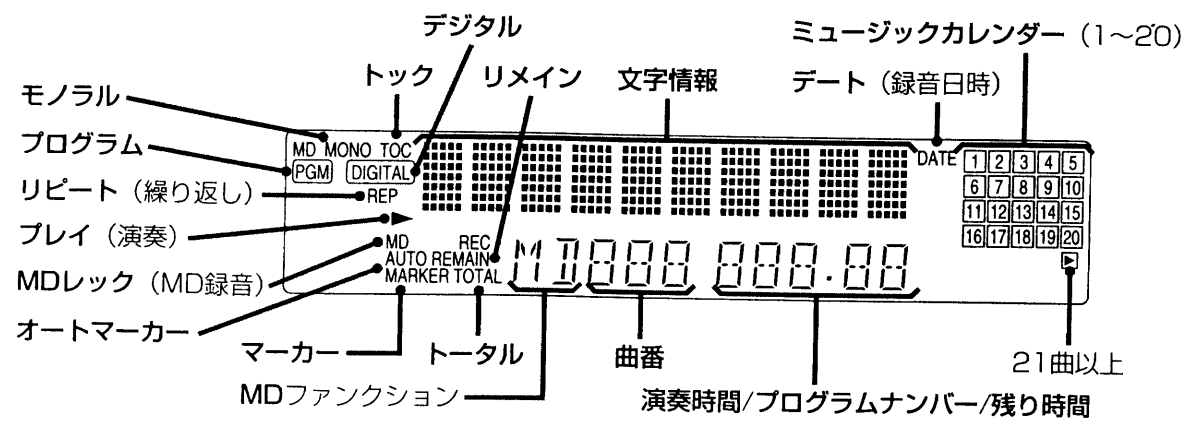 デジタル
ミュージックカレンダー（1〜20）
トック
リメイン
文字情報
デート（録音日時）
モノラル
プログラム
リピート（繰り返し）
プレイ（演奏）
MDレック（MD録音）
オートマーカー
MD MONO TOC
PGM DIGITAL
REP
MD REC
AUTO REMAIN
MARKER TOTAL
MD888 888.88
DATE
1 2 3 4 5
6 7 8 9 10
11 12 13 14 15
16 17 18 19 20
マーカー
トータル
曲番
21曲以上
MDファンクション
演奏時間/プログラムナンバー/残り時間